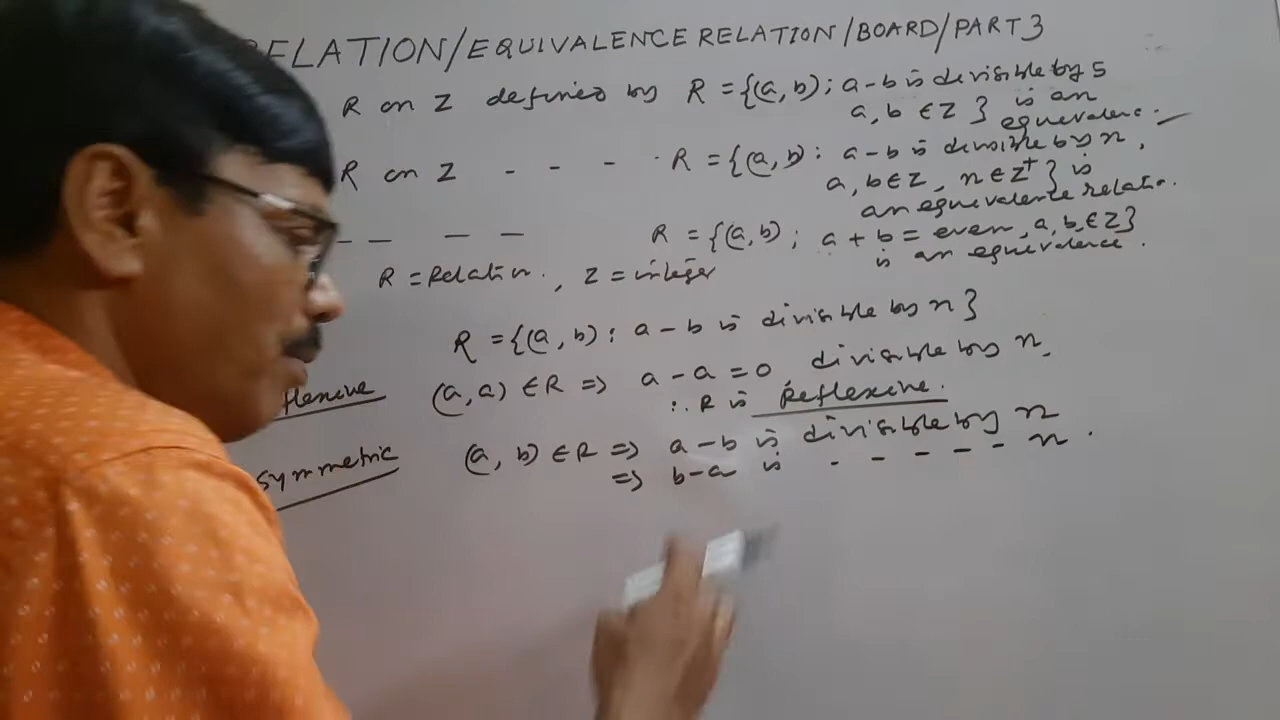 ELATION/EQUIVALENCE RELATION/BOARD/PART 3
R on Z defined by R = {(a, b); a - b is divisible by 5
a, b ∈ Z } is an
equivalence.
R on Z - - - . R = {(a, b): a - b is divisible by n,
a, b ∈ Z, n ∈ Z⁺ } is
an equivalence relation.
— — — — R = {(a, b); a + b = even, a, b, ∈ Z}
is an equivalence.
R = Relation. , Z = integer
R = {(a, b): a - b is divisible by n }
flexive (a, a) ∈ R => a - a = 0 divisible by n.
∴ R is Reflexive.
Symmetric (a, b) ∈ R => a - b is divisible by n
=> b - a is - - - - - n.